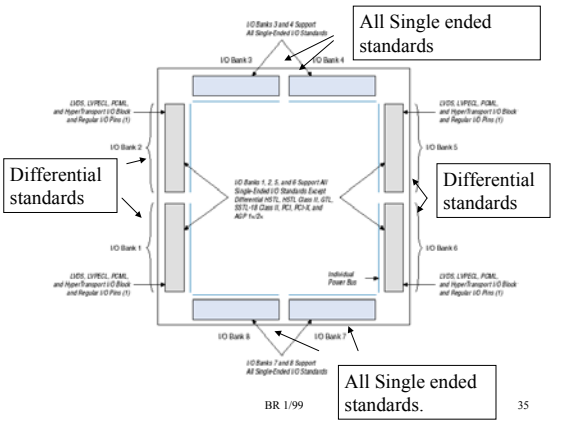 I/O Banks 3 and 4 Support
All Single-Ended I/O Standards
All Single ended
standards
I/O Bank 3
I/O Bank 4
LVDS, LVPECL, PCML,
and HyperTransport I/O Block
and Regular I/O Pins (1)
LVDS, LVPECL, PCML,
and HyperTransport I/O Block
and Regular I/O Pins (1)
I/O Bank 2
I/O Bank 5
Differential
standards
I/O Banks 1, 2, 5, and 6 Support All
Single-Ended I/O Standards Except
Differential HSTL, HSTL Class II, GTL,
SSTL-18 Class II, PCI, PCI-X, and
AGP 1×/2×
Differential
standards
I/O Bank 1
I/O Bank 6
LVDS, LVPECL, PCML,
and HyperTransport I/O Block
and Regular I/O Pins (1)
Individual
Power Bus
LVDS, LVPECL, PCML,
and HyperTransport I/O Block
and Regular I/O Pins (1)
I/O Bank 8
I/O Bank 7
I/O Banks 7 and 8 Support
All Single-Ended I/O Standards
All Single ended
standards.
BR 1/99
35